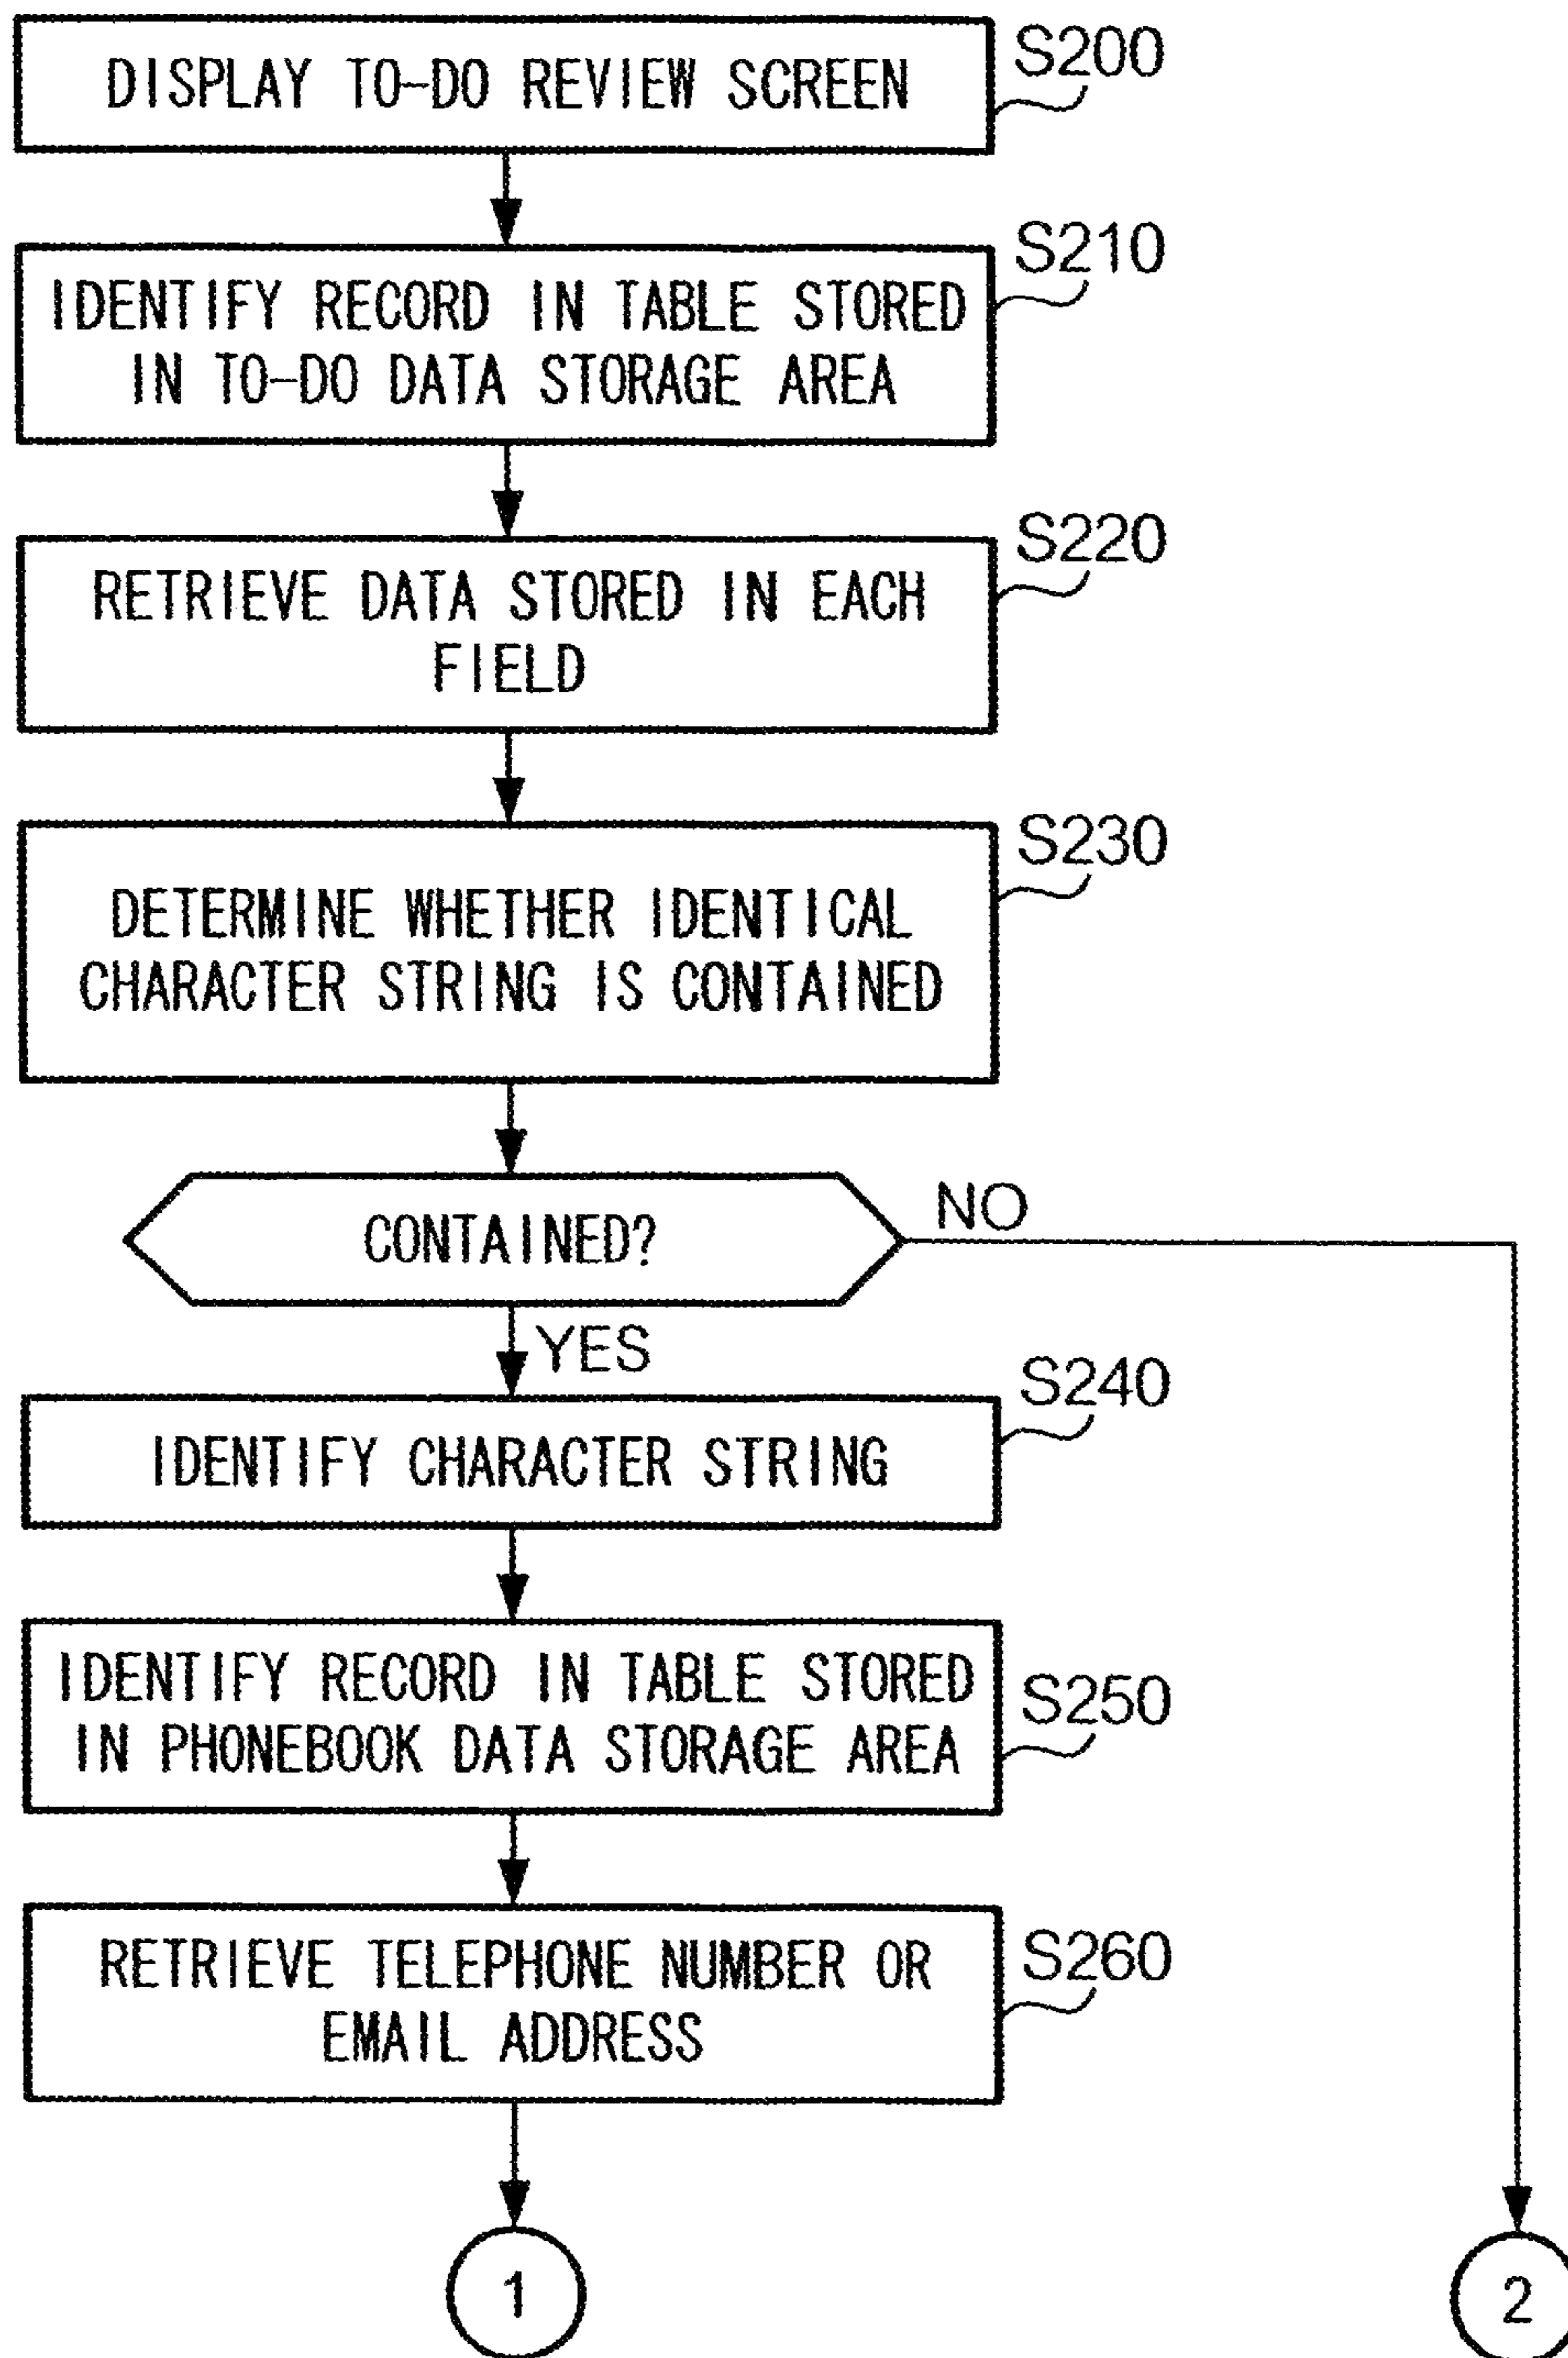 DISPLAY TO-DO REVIEW SCREEN
S200
IDENTIFY RECORD IN TABLE STORED
IN TO-DO DATA STORAGE AREA
S210
RETRIEVE DATA STORED IN EACH
FIELD
S220
DETERMINE WHETHER IDENTICAL
CHARACTER STRING IS CONTAINED
S230
CONTAINED?
NO
YES
IDENTIFY CHARACTER STRING
S240
IDENTIFY RECORD IN TABLE STORED
IN PHONEBOOK DATA STORAGE AREA
S250
RETRIEVE TELEPHONE NUMBER OR
EMAIL ADDRESS
S260
1
2